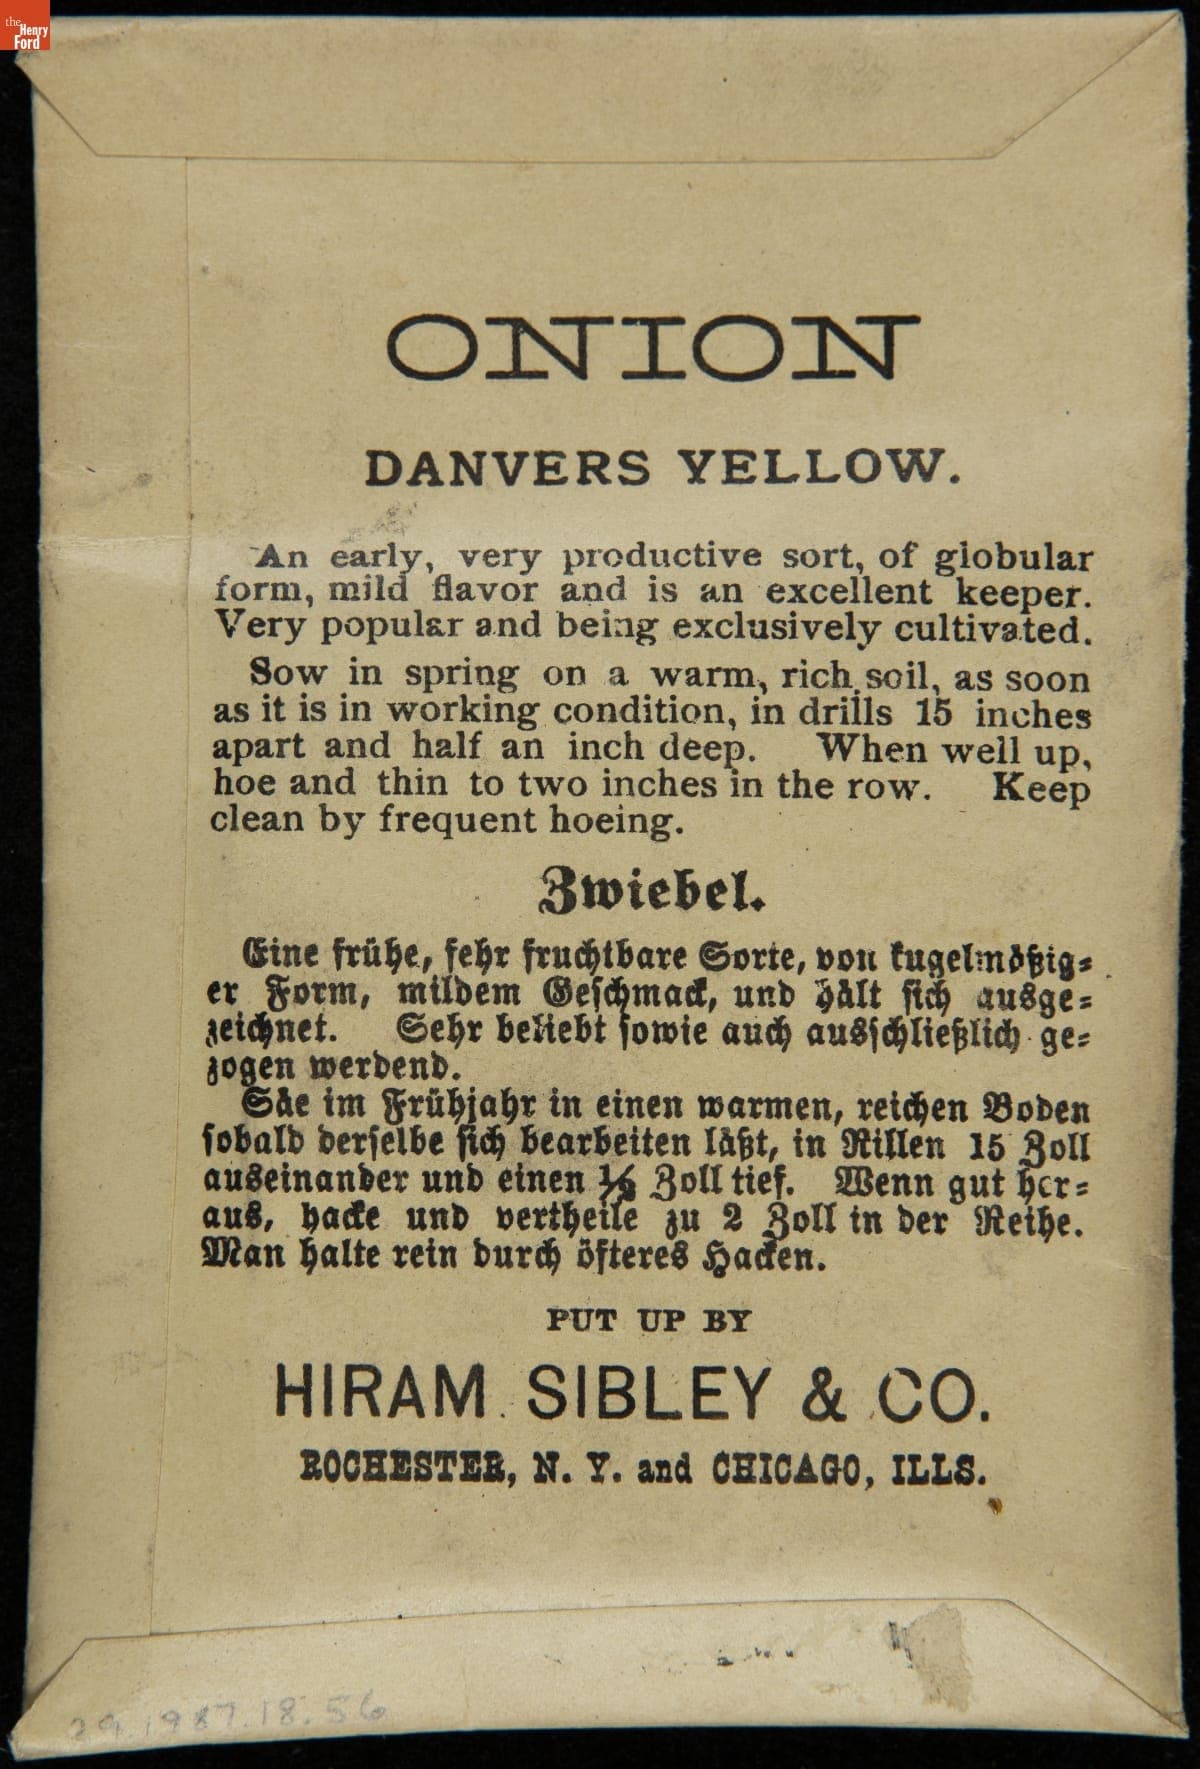 the
Henry
Ford
ONION
DANVERS YELLOW.
An early, very productive sort, of globular
form, mild flavor and is an excellent keeper.
Very popular and being exclusively cultivated.
Sow in spring on a warm, rich soil, as soon
as it is in working condition, in drills 15 inches
apart and half an inch deep. When well up,
hoe and thin to two inches in the row. Keep
clean by frequent hoeing.
Zwiebel.
Eine frühe, sehr fruchtbare Sorte, von kugelmäßig=
er Form, mildem Geschmack, und hält sich ausge=
zeichnet. Sehr beliebt sowie auch ausschließlich ge=
zogen werdend.
Säe im Frühjahr in einen warmen, reichen Boden
sobald derselbe sich bearbeiten läßt, in Rillen 15 Zoll
auseinander und einen ½ Zoll tief. Wenn gut her=
aus, hacke und vertheile zu 2 Zoll in der Reihe.
Man halte rein durch öfteres Hacken.
PUT UP BY
HIRAM SIBLEY & CO.
ROCHESTER, N. Y. and CHICAGO, ILLS.
29.1987.18.56